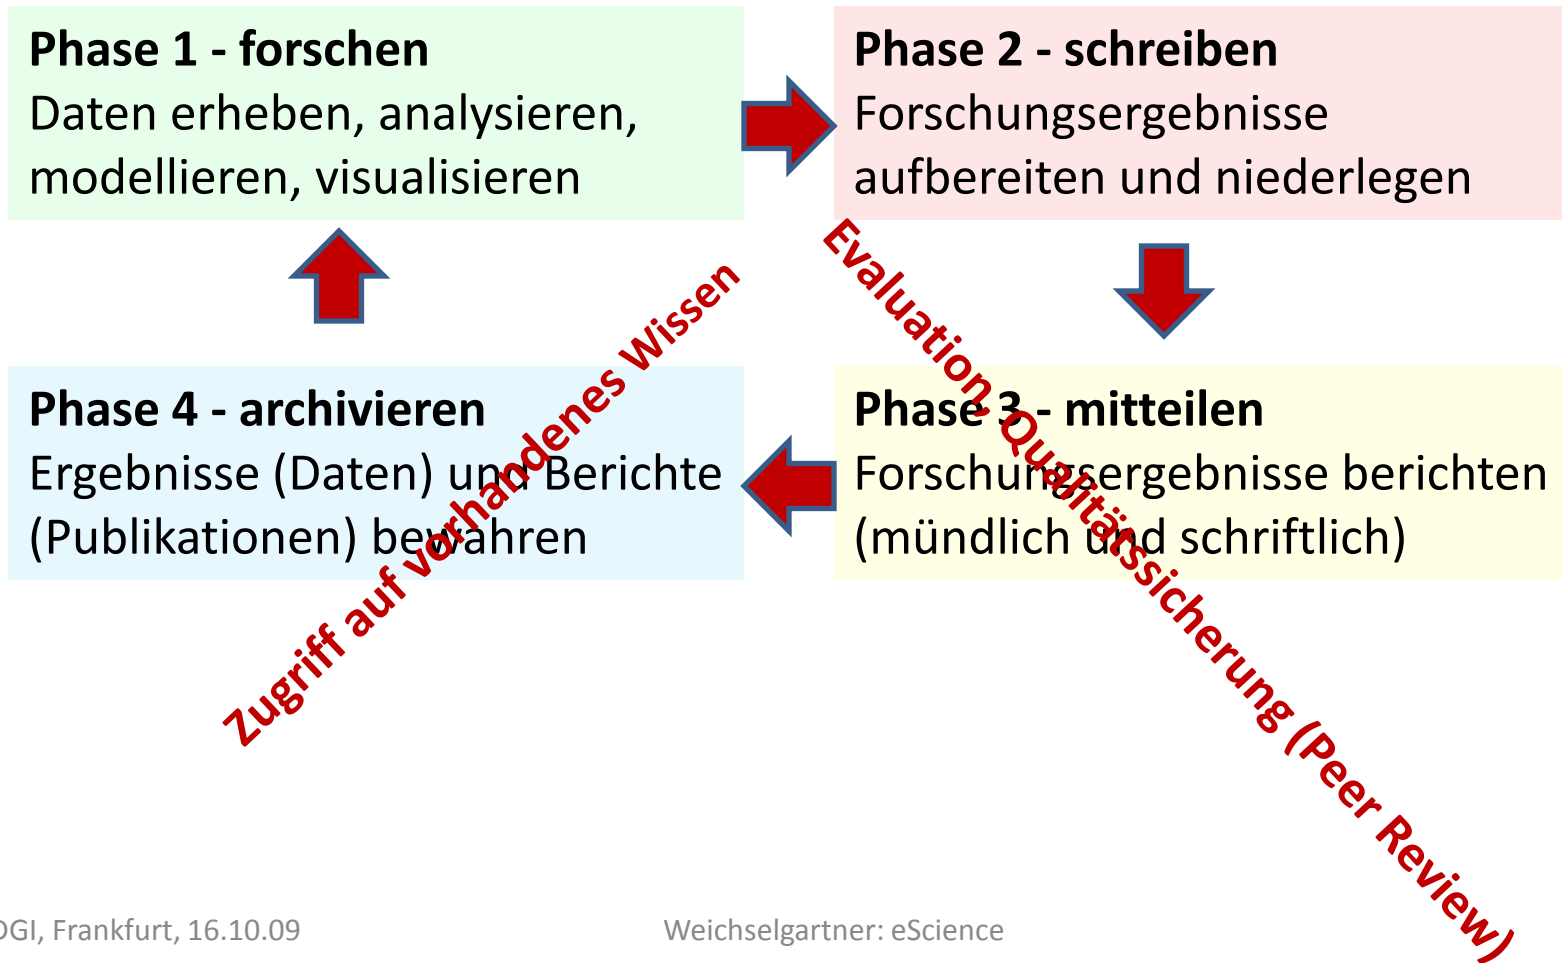 Phase 1 - forschen
Daten erheben, analysieren,
modellieren, visualisieren
Phase 2 - schreiben
Forschungsergebnisse
aufbereiten und niederlegen
Phase 4 - archivieren
Ergebnisse (Daten) und Berichte
(Publikationen) bewahren
Phase 3 - mitteilen
Forschungsergebnisse berichten
(mündlich und schriftlich)
Zugriff auf vorhandenes Wissen
Evaluation, Qualitätssicherung (Peer Review)
DGI, Frankfurt, 16.10.09
Weichselgartner: eScience